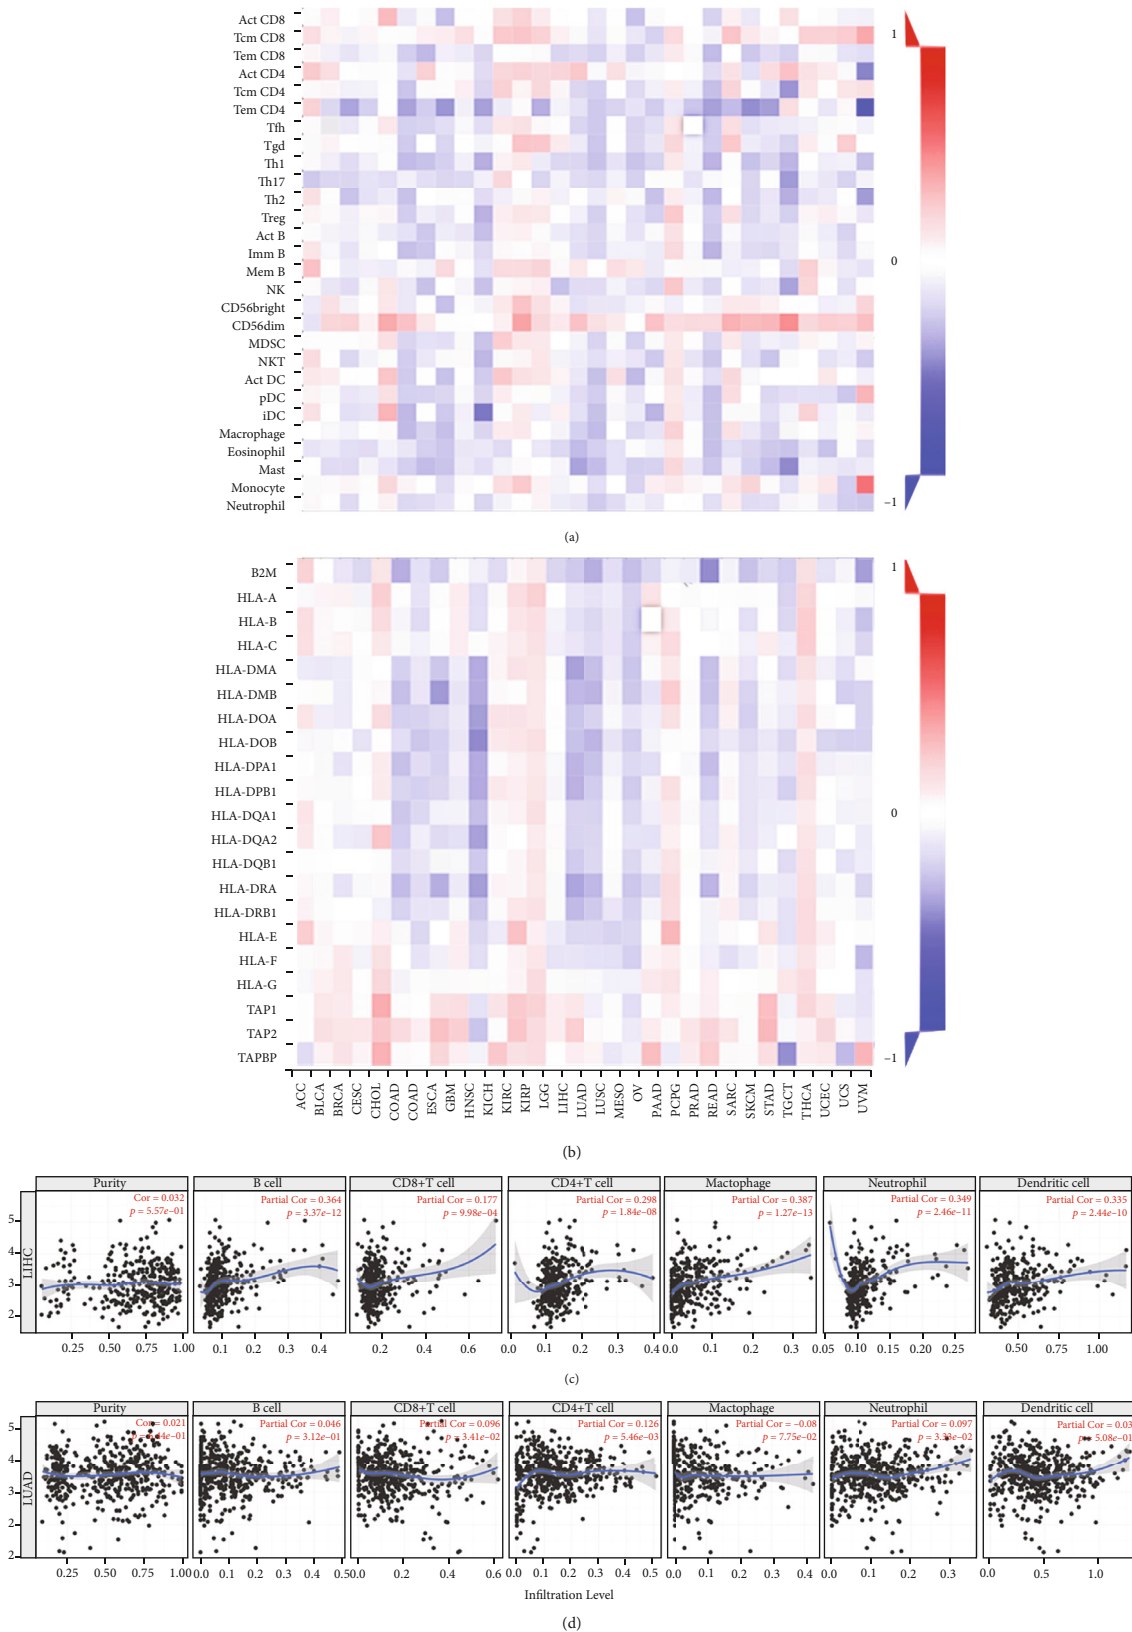 Act CD8
Tcm CD8
Tem CD8
Act CD4
Tcm CD4
Tem CD4
Tfh
Tgd
Th1
Th17
Th2
Treg
Act B
Imm B
Mem B
NK
CD56bright
CD56dim
MDSC
NKT
Act DC
pDC
iDC
Macrophage
Eosinophil
Mast
Monocyte
Neutrophil
1
0
–1
(a)
B2M
HLA-A
HLA-B
HLA-C
HLA-DMA
HLA-DMB
HLA-DOA
HLA-DOB
HLA-DPA1
HLA-DPB1
HLA-DQA1
HLA-DQA2
HLA-DQB1
HLA-DRA
HLA-DRB1
HLA-E
HLA-F
HLA-G
TAP1
TAP2
TAPBP
1
0
–1
ACC BLCA BRCA CESC CHOL COAD COAD ESCA GBM HNSC KICH KIRC KIRP LGG LIHC LUAD LUSC MESO OV PAAD PCPG PRAD READ SARC SKCM STAD TGCT THCA UCEC UCS UVM
(b)
Purity B cell CD8+T cell CD4+T cell Mactophage Neutrophil Dendritic cell
Cor = 0.032 Partial Cor = 0.364 Partial Cor = 0.177 Partial Cor = 0.298 Partial Cor = 0.387 Partial Cor = 0.349 Partial Cor = 0.335
p = 5.57e–01 p = 3.37e–12 p = 9.98e–04 p = 1.84e–08 p = 1.27e–13 p = 2.46e–11 p = 2.44e–10
LIHC
5
4
3
2
0.25 0.50 0.75 1.00 0.1 0.2 0.3 0.4 0.2 0.4 0.6 0.2 0.0 0.1 0.2 0.3 0.4 0.0 0.1 0.2 0.3 0.05 0.10 0.15 0.20 0.25 0.50 0.75 1.00
(c)
Purity B cell CD8+T cell CD4+T cell Mactophage Neutrophil Dendritic cell
Cor = 0.021 Partial Cor = 0.046 Partial Cor = 0.096 Partial Cor = 0.126 Partial Cor = –0.08 Partial Cor = 0.097 Partial Cor = 0.03
p = 3.12e–01 p = 3.41e–02 p = 5.46e–03 p = 7.75e–02 p = 5.08e–01
LUAD
5
4
3
2
2
0.25 0.50 0.75 1.00 0.0 0.1 0.2 0.3 0.4 0.50.0 0.2 0.4 0.6 0.0 0.1 0.2 0.3 0.4 0.5 0.0 0.1 0.2 0.3 0.4 0.0 0.1 0.2 0.3 0.0 0.5 1.0
Infiltration Level
(d)